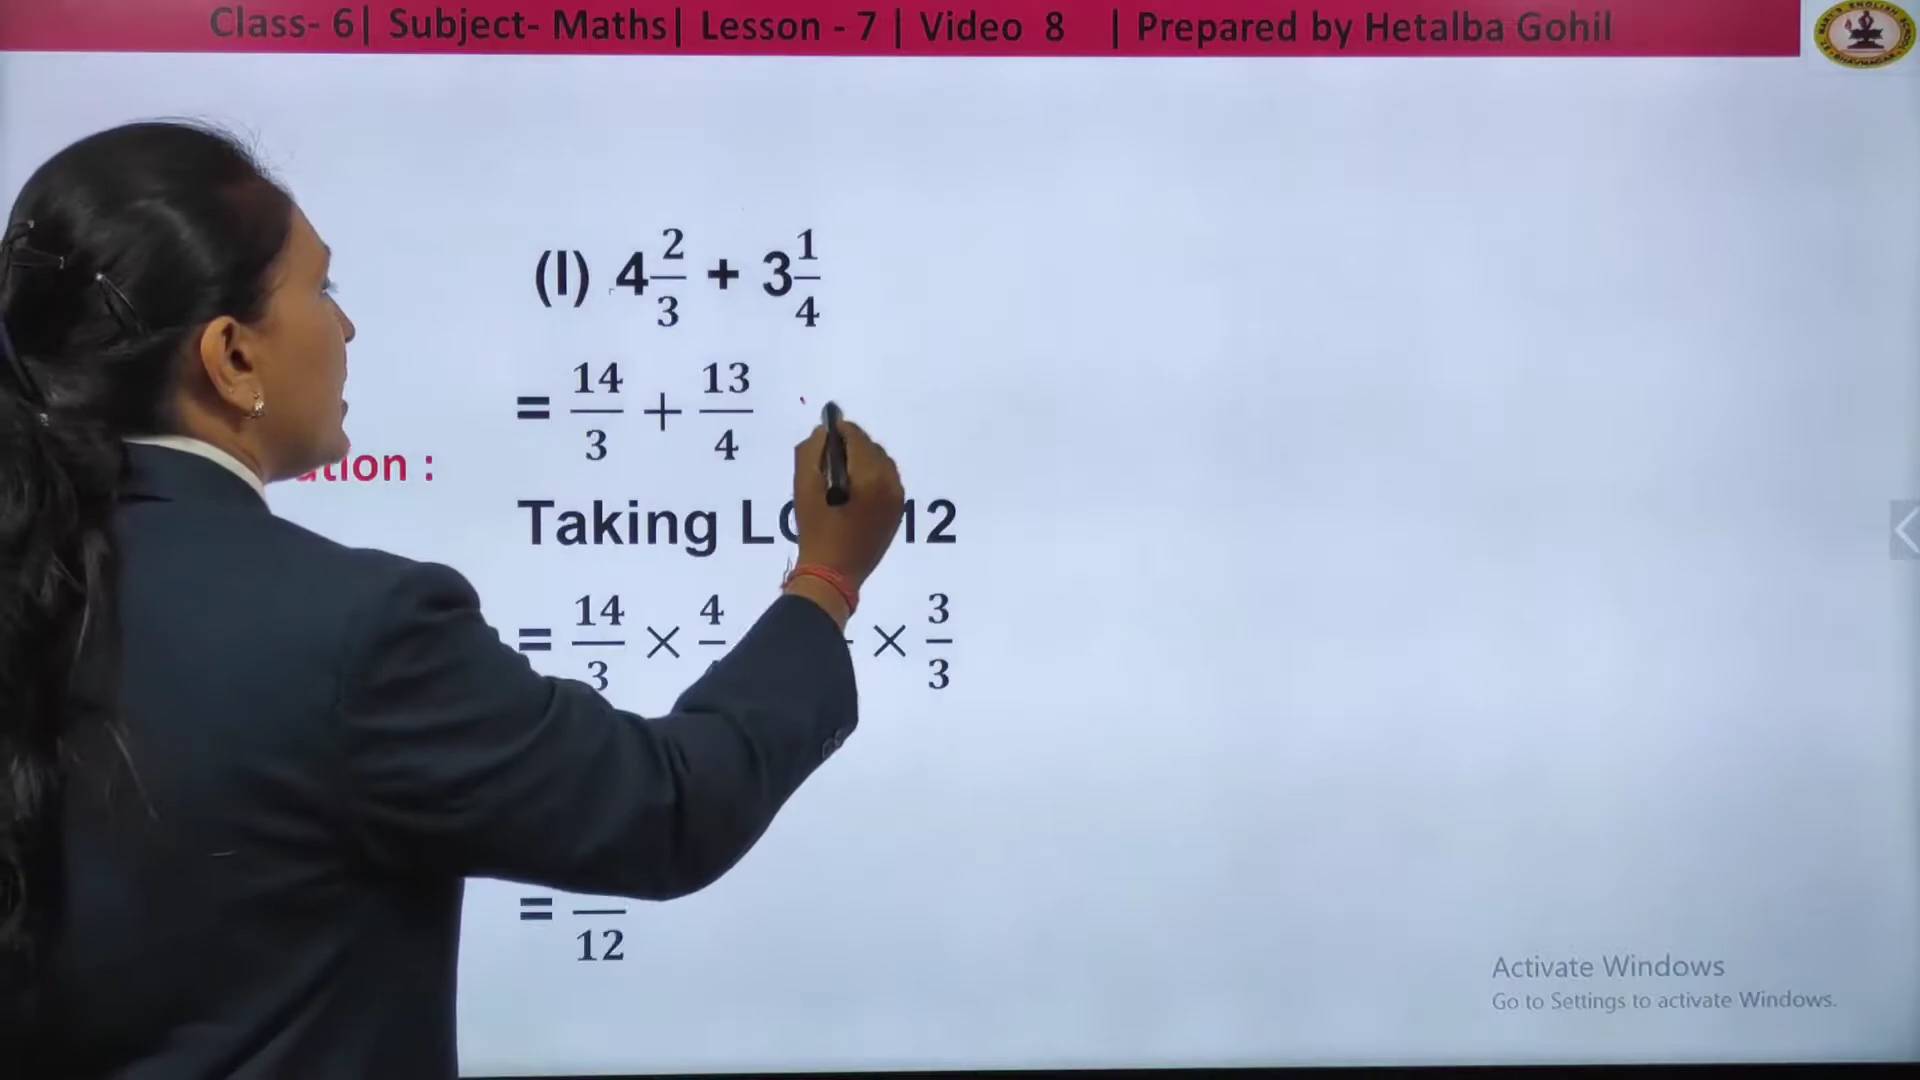 Class- 6| Subject- Maths| Lesson - 7 | Video 8 | Prepared by Hetalba Gohil
(I) 4 2/3 + 3 1/4
= 14/3 + 13/4
:
Taking 12
= 14/3 × 4 × 3/3
= 12
Activate Windows
Go to Settings to activate Windows.